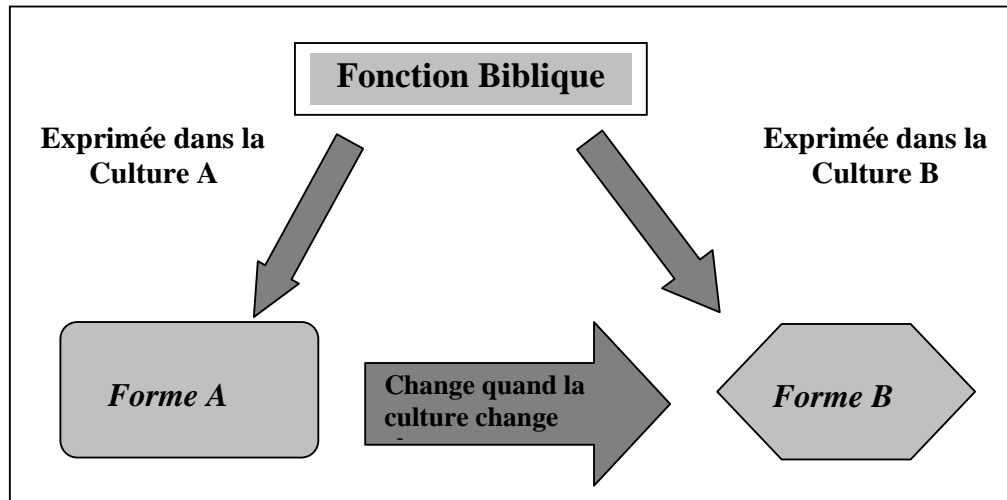 Fonction Biblique
Exprimée dans la
Culture A
Exprimée dans la
Culture B
Forme A
Change quand la
culture change
Forme B